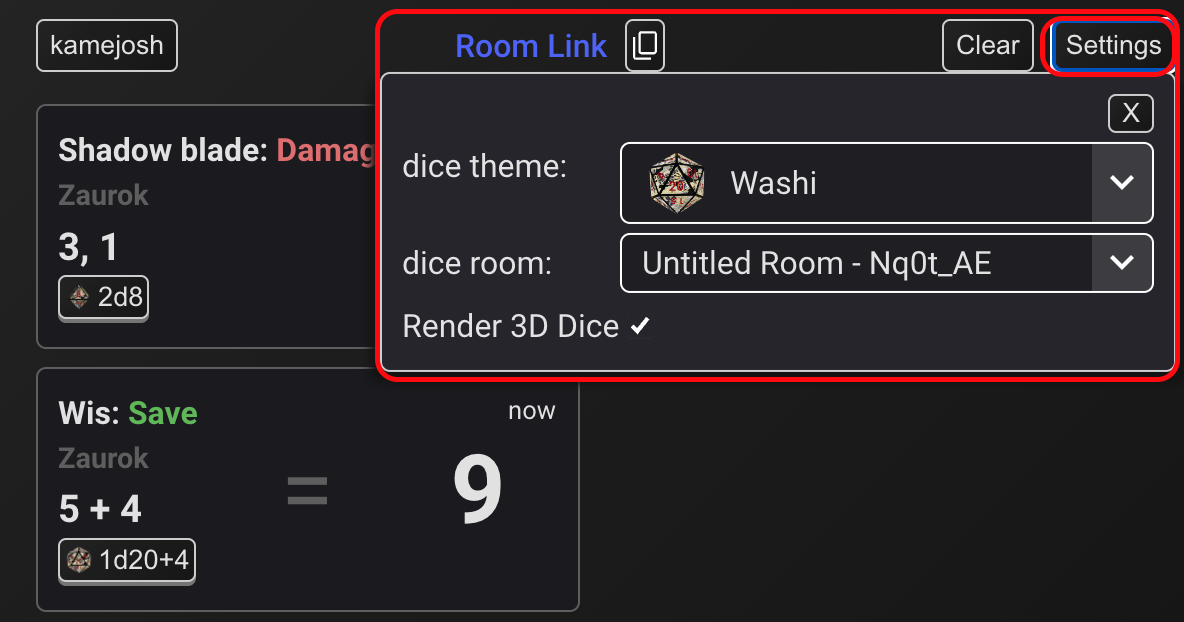 kamejosh
Room Link
Clear
Settings
X
dice theme:
Washi
dice room:
Untitled Room - Nq0t_AE
Render 3D Dice ✓
Shadow blade: Damag
Zaurok
3, 1
2d8
Wis: Save
now
Zaurok
5 + 4
=
9
1d20+4